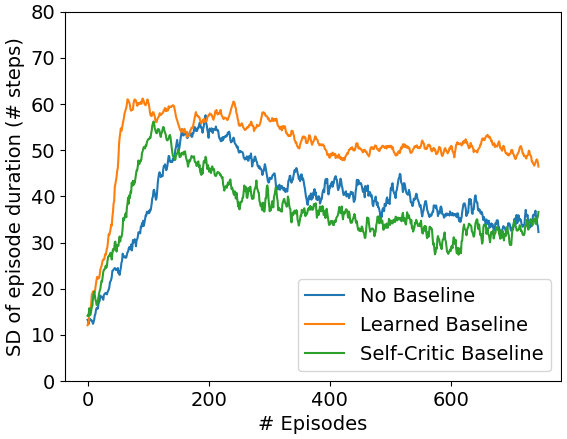 SD of episode duration (# steps)
80
70
60
50
40
30
20
10
0
0 200 400 600
# Episodes
No Baseline
Learned Baseline
Self-Critic Baseline